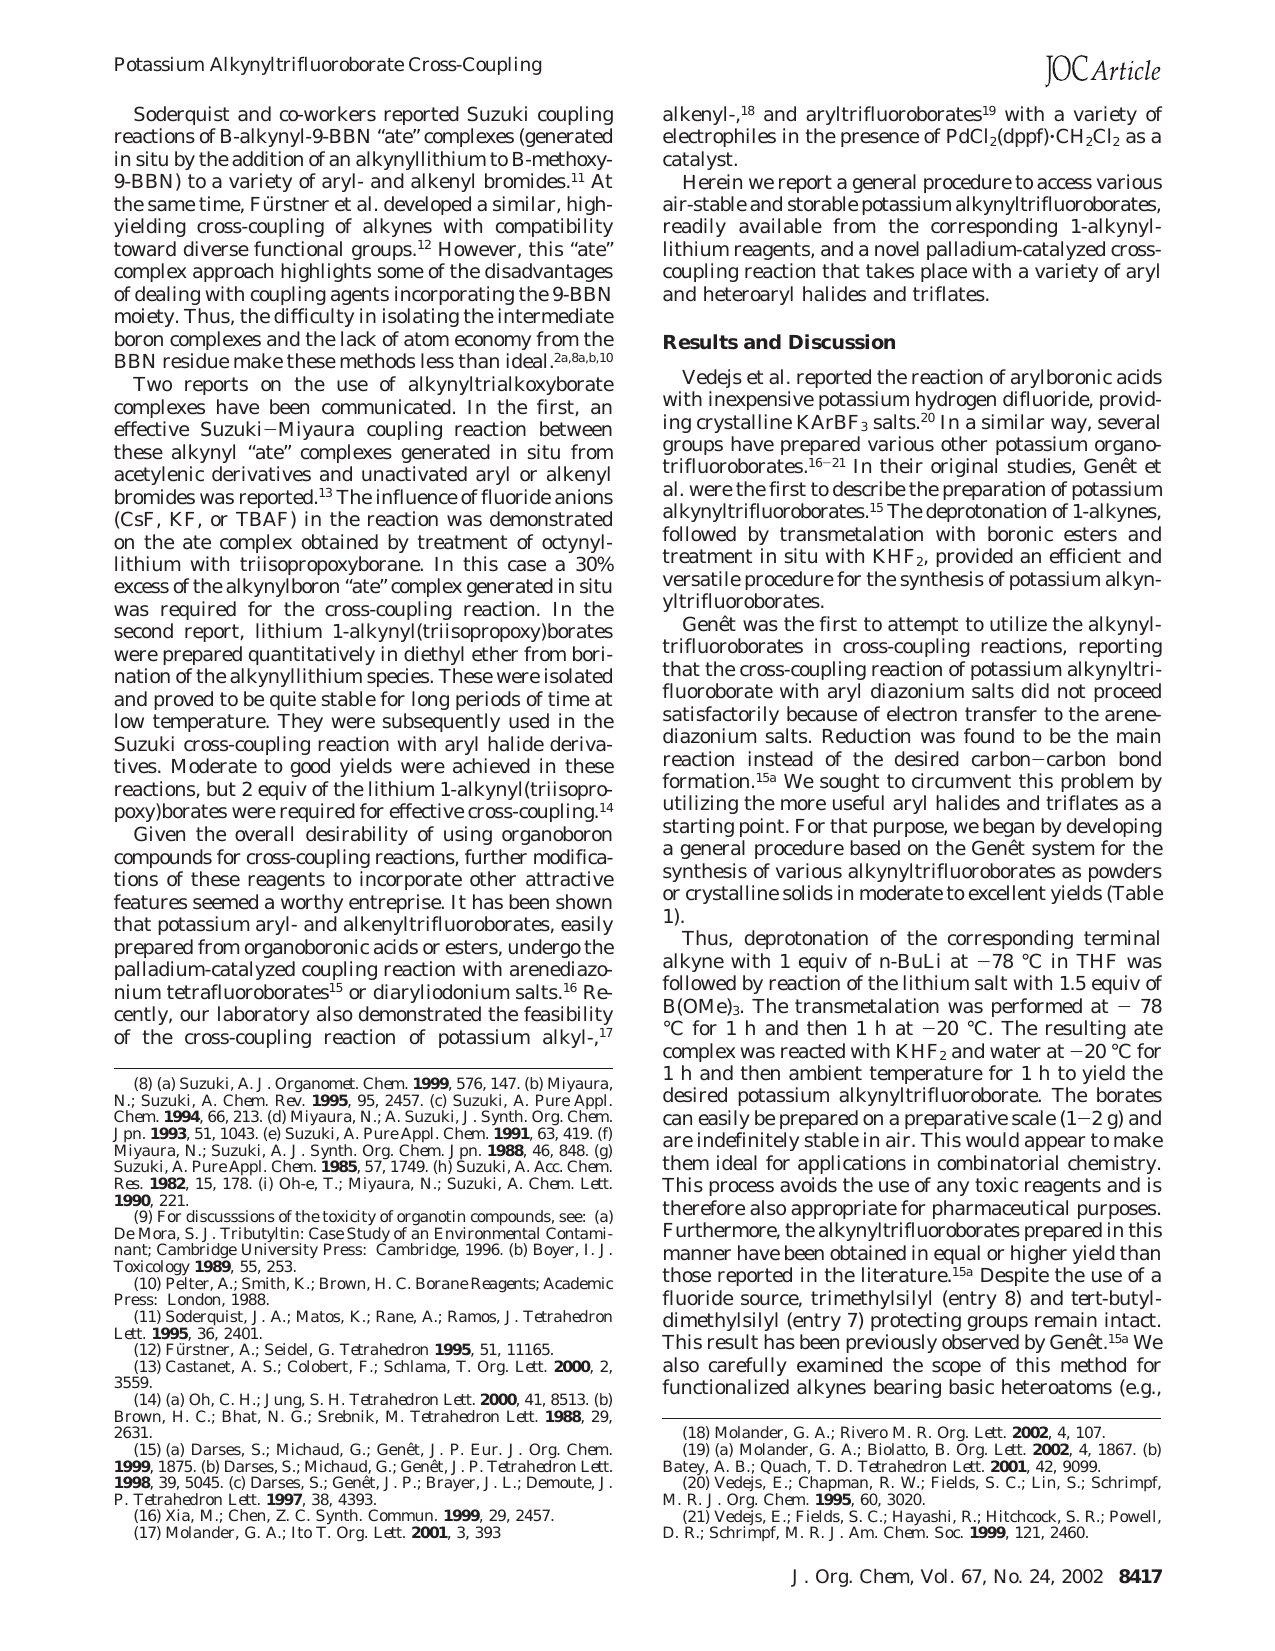 Potassium Alkynyltrifluoroborate Cross-Coupling
JOC Article
Soderquist and co-workers reported Suzuki coupling
reactions of B-alkynyl-9-BBN “ate” complexes (generated
in situ by the addition of an alkynyllithium to B-methoxy-
9-BBN) to a variety of aryl- and alkenyl bromides.11 At
the same time, Fürstner et al. developed a similar, high-
yielding cross-coupling of alkynes with compatibility
toward diverse functional groups.12 However, this “ate”
complex approach highlights some of the disadvantages
of dealing with coupling agents incorporating the 9-BBN
moiety. Thus, the difficulty in isolating the intermediate
boron complexes and the lack of atom economy from the
BBN residue make these methods less than ideal.2a,8a,b,10
Two reports on the use of alkynyltrialkoxyborate
complexes have been communicated. In the first, an
effective Suzuki−Miyaura coupling reaction between
these alkynyl “ate” complexes generated in situ from
acetylenic derivatives and unactivated aryl or alkenyl
bromides was reported.13 The influence of fluoride anions
(CsF, KF, or TBAF) in the reaction was demonstrated
on the ate complex obtained by treatment of octynyl-
lithium with triisopropoxyborane. In this case a 30%
excess of the alkynylboron “ate” complex generated in situ
was required for the cross-coupling reaction. In the
second report, lithium 1-alkynyl(triisopropoxy)borates
were prepared quantitatively in diethyl ether from bori-
nation of the alkynyllithium species. These were isolated
and proved to be quite stable for long periods of time at
low temperature. They were subsequently used in the
Suzuki cross-coupling reaction with aryl halide deriva-
tives. Moderate to good yields were achieved in these
reactions, but 2 equiv of the lithium 1-alkynyl(triisopro-
poxy)borates were required for effective cross-coupling.14
Given the overall desirability of using organoboron
compounds for cross-coupling reactions, further modifica-
tions of these reagents to incorporate other attractive
features seemed a worthy entreprise. It has been shown
that potassium aryl- and alkenyltrifluoroborates, easily
prepared from organoboronic acids or esters, undergo the
palladium-catalyzed coupling reaction with arenediazo-
nium tetrafluoroborates15 or diaryliodonium salts.16 Re-
cently, our laboratory also demonstrated the feasibility
of the cross-coupling reaction of potassium alkyl-,17
(8) (a) Suzuki, A. J. Organomet. Chem. 1999, 576, 147. (b) Miyaura,
N.; Suzuki, A. Chem. Rev. 1995, 95, 2457. (c) Suzuki, A. Pure Appl.
Chem. 1994, 66, 213. (d) Miyaura, N.; A. Suzuki, J. Synth. Org. Chem.
Jpn. 1993, 51, 1043. (e) Suzuki, A. Pure Appl. Chem. 1991, 63, 419. (f)
Miyaura, N.; Suzuki, A. J. Synth. Org. Chem. Jpn. 1988, 46, 848. (g)
Suzuki, A. Pure Appl. Chem. 1985, 57, 1749. (h) Suzuki, A. Acc. Chem.
Res. 1982, 15, 178. (i) Oh-e, T.; Miyaura, N.; Suzuki, A. Chem. Lett.
1990, 221.
(9) For discusssions of the toxicity of organotin compounds, see: (a)
De Mora, S. J. Tributyltin: Case Study of an Environmental Contami-
nant; Cambridge University Press: Cambridge, 1996. (b) Boyer, I. J.
Toxicology 1989, 55, 253.
(10) Pelter, A.; Smith, K.; Brown, H. C. Borane Reagents; Academic
Press: London, 1988.
(11) Soderquist, J. A.; Matos, K.; Rane, A.; Ramos, J. Tetrahedron
Lett. 1995, 36, 2401.
(12) Fürstner, A.; Seidel, G. Tetrahedron 1995, 51, 11165.
(13) Castanet, A. S.; Colobert, F.; Schlama, T. Org. Lett. 2000, 2,
3559.
(14) (a) Oh, C. H.; Jung, S. H. Tetrahedron Lett. 2000, 41, 8513. (b)
Brown, H. C.; Bhat, N. G.; Srebnik, M. Tetrahedron Lett. 1988, 29,
2631.
(15) (a) Darses, S.; Michaud, G.; Genêt, J. P. Eur. J. Org. Chem.
1999, 1875. (b) Darses, S.; Michaud, G.; Genêt, J. P. Tetrahedron Lett.
1998, 39, 5045. (c) Darses, S.; Genêt, J. P.; Brayer, J. L.; Demoute, J.
P. Tetrahedron Lett. 1997, 38, 4393.
(16) Xia, M.; Chen, Z. C. Synth. Commun. 1999, 29, 2457.
(17) Molander, G. A.; Ito T. Org. Lett. 2001, 3, 393
alkenyl-,18 and aryltrifluoroborates19 with a variety of
electrophiles in the presence of PdCl2(dppf)·CH2Cl2 as a
catalyst.
Herein we report a general procedure to access various
air-stable and storable potassium alkynyltrifluoroborates,
readily available from the corresponding 1-alkynyl-
lithium reagents, and a novel palladium-catalyzed cross-
coupling reaction that takes place with a variety of aryl
and heteroaryl halides and triflates.
Results and Discussion
Vedejs et al. reported the reaction of arylboronic acids
with inexpensive potassium hydrogen difluoride, provid-
ing crystalline KArBF3 salts.20 In a similar way, several
groups have prepared various other potassium organo-
trifluoroborates.16−21 In their original studies, Genêt et
al. were the first to describe the preparation of potassium
alkynyltrifluoroborates.15 The deprotonation of 1-alkynes,
followed by transmetalation with boronic esters and
treatment in situ with KHF2, provided an efficient and
versatile procedure for the synthesis of potassium alkyn-
yltrifluoroborates.
Genêt was the first to attempt to utilize the alkynyl-
trifluoroborates in cross-coupling reactions, reporting
that the cross-coupling reaction of potassium alkynyltri-
fluoroborate with aryl diazonium salts did not proceed
satisfactorily because of electron transfer to the arene-
diazonium salts. Reduction was found to be the main
reaction instead of the desired carbon−carbon bond
formation.15a We sought to circumvent this problem by
utilizing the more useful aryl halides and triflates as a
starting point. For that purpose, we began by developing
a general procedure based on the Genêt system for the
synthesis of various alkynyltrifluoroborates as powders
or crystalline solids in moderate to excellent yields (Table
1).
Thus, deprotonation of the corresponding terminal
alkyne with 1 equiv of n-BuLi at −78 °C in THF was
followed by reaction of the lithium salt with 1.5 equiv of
B(OMe)3. The transmetalation was performed at − 78
°C for 1 h and then 1 h at −20 °C. The resulting ate
complex was reacted with KHF2 and water at −20 °C for
1 h and then ambient temperature for 1 h to yield the
desired potassium alkynyltrifluoroborate. The borates
can easily be prepared on a preparative scale (1−2 g) and
are indefinitely stable in air. This would appear to make
them ideal for applications in combinatorial chemistry.
This process avoids the use of any toxic reagents and is
therefore also appropriate for pharmaceutical purposes.
Furthermore, the alkynyltrifluoroborates prepared in this
manner have been obtained in equal or higher yield than
those reported in the literature.15a Despite the use of a
fluoride source, trimethylsilyl (entry 8) and tert-butyl-
dimethylsilyl (entry 7) protecting groups remain intact.
This result has been previously observed by Genêt.15a We
also carefully examined the scope of this method for
functionalized alkynes bearing basic heteroatoms (e.g.,
(18) Molander, G. A.; Rivero M. R. Org. Lett. 2002, 4, 107.
(19) (a) Molander, G. A.; Biolatto, B. Org. Lett. 2002, 4, 1867. (b)
Batey, A. B.; Quach, T. D. Tetrahedron Lett. 2001, 42, 9099.
(20) Vedejs, E.; Chapman, R. W.; Fields, S. C.; Lin, S.; Schrimpf,
M. R. J. Org. Chem. 1995, 60, 3020.
(21) Vedejs, E.; Fields, S. C.; Hayashi, R.; Hitchcock, S. R.; Powell,
D. R.; Schrimpf, M. R. J. Am. Chem. Soc. 1999, 121, 2460.
J. Org. Chem, Vol. 67, No. 24, 2002 8417